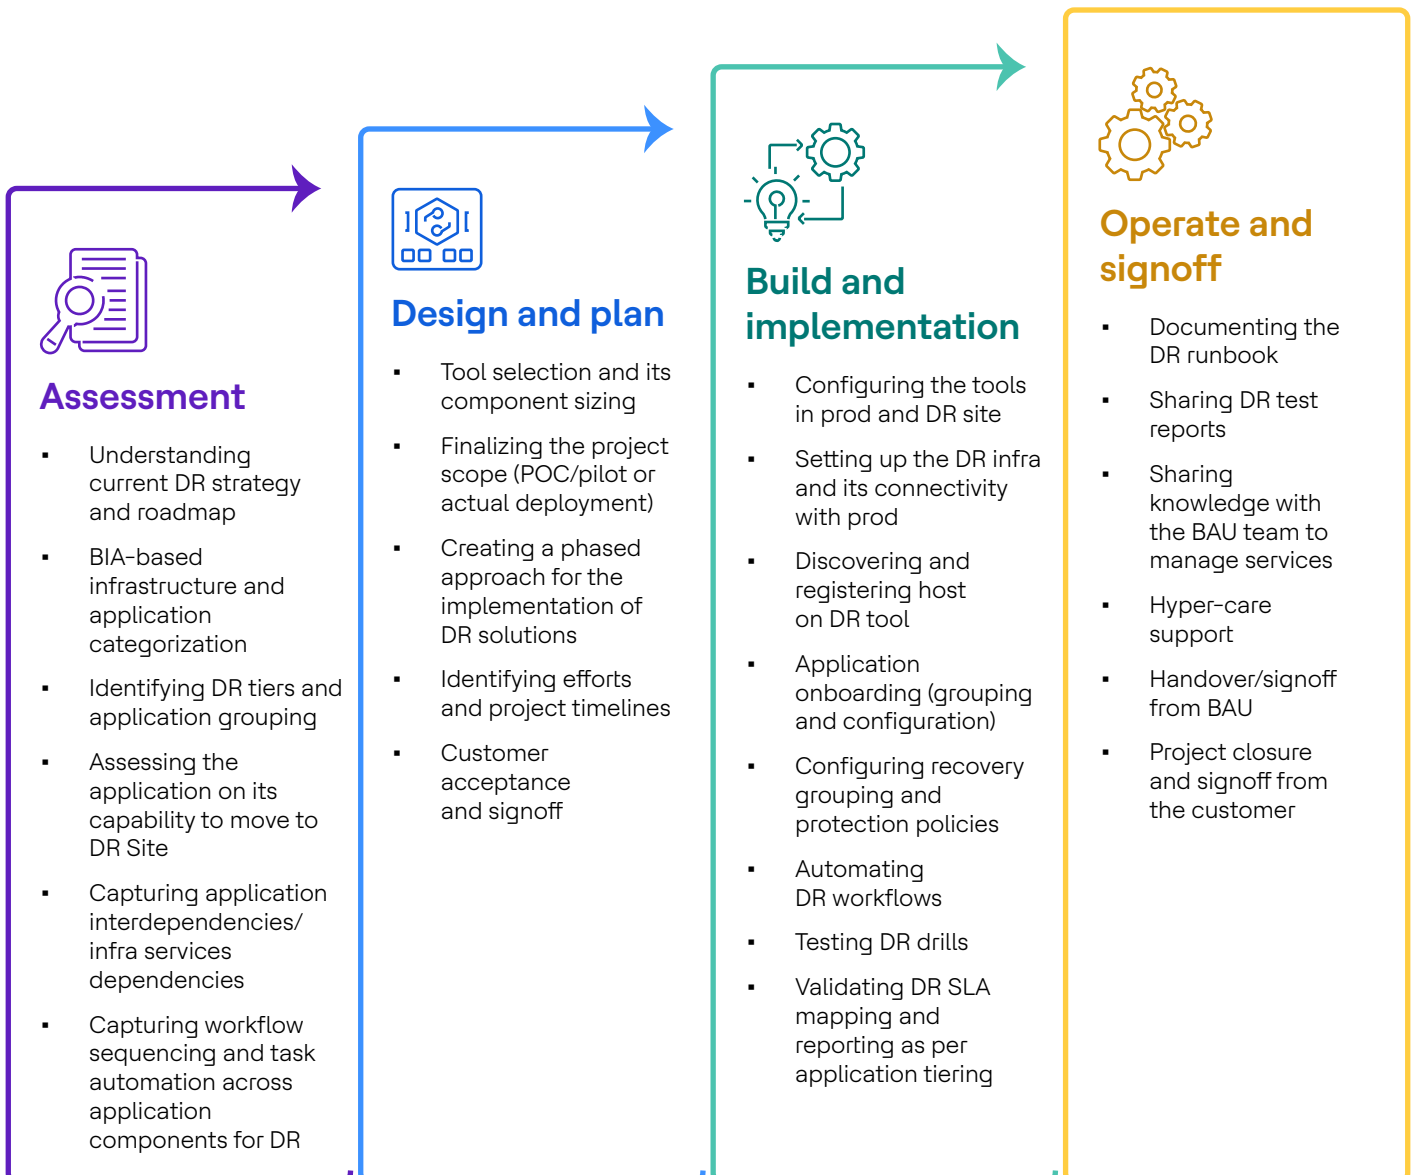 Assessment
▪ Understanding
current DR strategy
and roadmap
▪ BIA-based
infrastructure and
application
categorization
▪ Identifying DR tiers and
application grouping
▪ Assessing the
application on its
capability to move to
DR Site
▪ Capturing application
interdependencies/
infra services
dependencies
▪ Capturing workflow
sequencing and task
automation across
application
components for DR
Design and plan
▪ Tool selection and its
component sizing
▪ Finalizing the project
scope (POC/pilot or
actual deployment)
▪ Creating a phased
approach for the
implementation of
DR solutions
▪ Identifying efforts
and project timelines
▪ Customer
acceptance
and signoff
Build and
implementation
▪ Configuring the tools
in prod and DR site
▪ Setting up the DR infra
and its connectivity
with prod
▪ Discovering and
registering host
on DR tool
▪ Application
onboarding (grouping
and configuration)
▪ Configuring recovery
grouping and
protection policies
▪ Automating
DR workflows
▪ Testing DR drills
▪ Validating DR SLA
mapping and
reporting as per
application tiering
Operate and
signoff
▪ Documenting the
DR runbook
▪ Sharing DR test
reports
▪ Sharing
knowledge with
the BAU team to
manage services
▪ Hyper-care
support
▪ Handover/signoff
from BAU
▪ Project closure
and signoff from
the customer